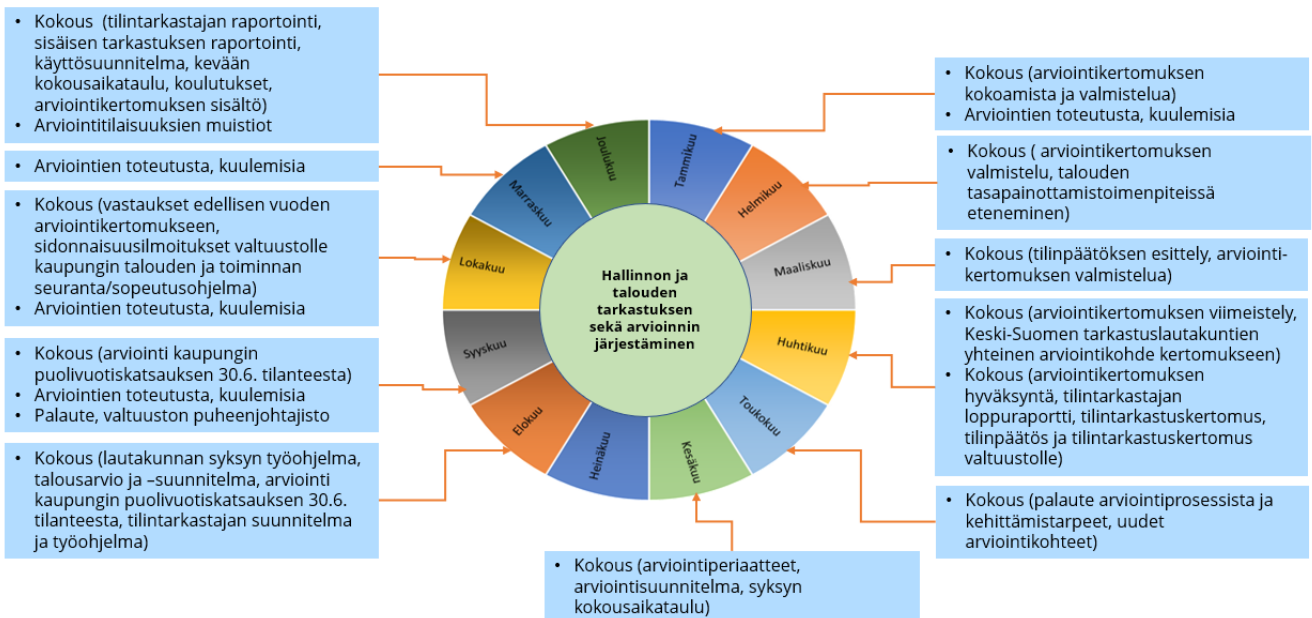 • Kokous (tilintarkastajan raportointi,
sisäisen tarkastuksen raportointi,
käyttösuunnitelma, kevään
kokousaikataulu, koulutukset,
arviointikertomuksen sisältö)
• Arviointitilaisuuksien muistiot
• Arviointien toteutusta, kuulemisia
• Kokous (vastaukset edellisen vuoden
arviointikertomukseen,
sidonnaisuusilmoitukset valtuustolle
kaupungin talouden ja toiminnan
seuranta/sopeutusohjelma)
• Arviointien toteutusta, kuulemisia
• Kokous (arviointi kaupungin
puolivuotiskatsauksen 30.6. tilanteesta)
• Arviointien toteutusta, kuulemisia
• Palaute, valtuuston puheenjohtajisto
• Kokous (lautakunnan syksyn työohjelma,
talousarvio ja –suunnitelma, arviointi
kaupungin puolivuotiskatsauksen 30.6.
tilanteesta, tilintarkastajan suunnitelma
ja työohjelma)
Joulukuu
Tammikuu
Marraskuu
Helmikuu
Lokakuu
Maaliskuu
Hallinnon ja
talouden
tarkastuksen
sekä arvioinnin
järjestäminen
Syyskuu
Huhtikuu
Elokuu
Toukokuu
Heinäkuu
Kesäkuu
• Kokous (arviointikertomuksen
kokoamista ja valmistelua)
• Arviointien toteutusta, kuulemisia
• Kokous ( arviointikertomuksen
valmistelu, talouden
tasapainottamistoimenpiteissä
eteneminen)
• Kokous (tilinpäätöksen esittely, arviointi-
kertomuksen valmistelua)
• Kokous (arviointikertomuksen viimeistely,
Keski-Suomen tarkastuslautakuntien
yhteinen arviointikohde kertomukseen)
• Kokous (arviointikertomuksen
hyväksyntä, tilintarkastajan
loppuraportti, tilintarkastuskertomus,
tilinpäätös ja tilintarkastuskertomus
valtuustolle)
• Kokous (palaute arviointiprosessista ja
kehittämistarpeet, uudet
arviointikohteet)
• Kokous (arviointiperiaatteet,
arviointisuunnitelma, syksyn
kokousaikataulu)